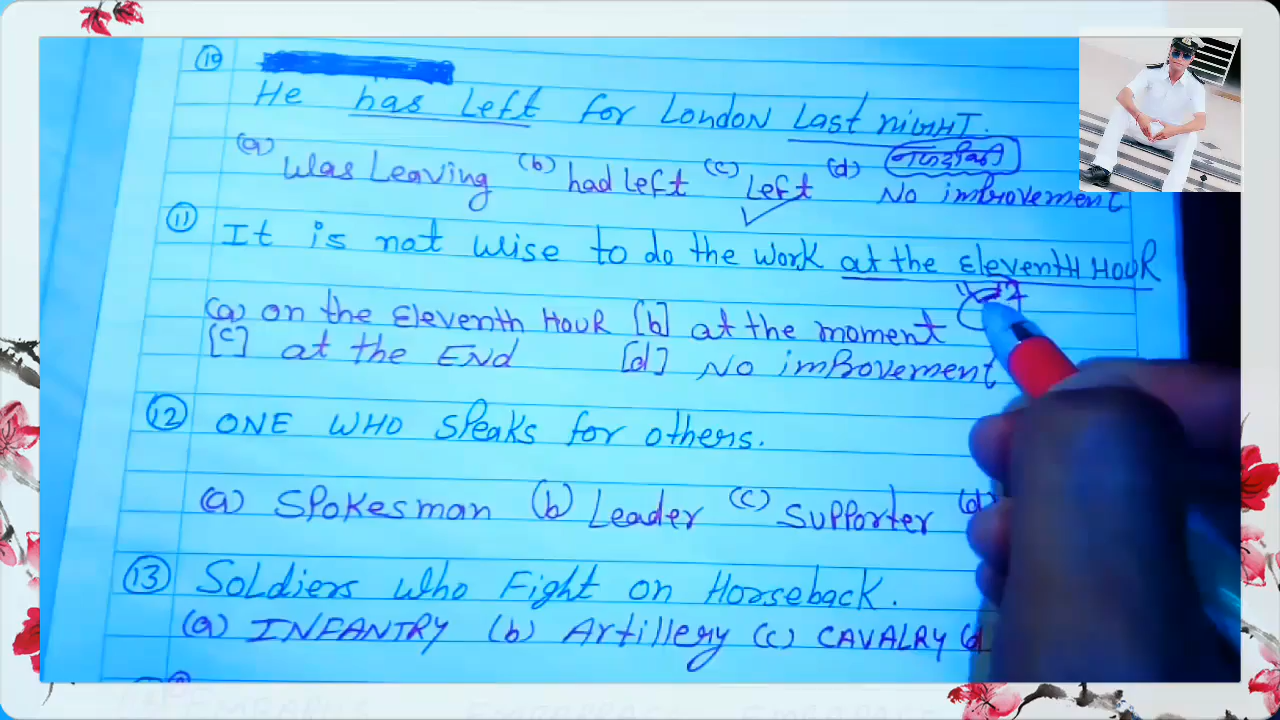 10
He has Left for London Last night.
(a) was Leaving (b) had Left (c) Left (d) No improvement
11 It is not wise to do the work at the Eleventh Hour
(a) on the Eleventh Hour [b] at the moment
[c] at the END [d] No improvement
12 ONE WHO speaks for others.
(a) Spokesman (b) Leader (c) Supporter (d)
13 Soldiers who Fight on Horseback.
(a) INFANTRY (b) Artillery (c) CAVALRY (d